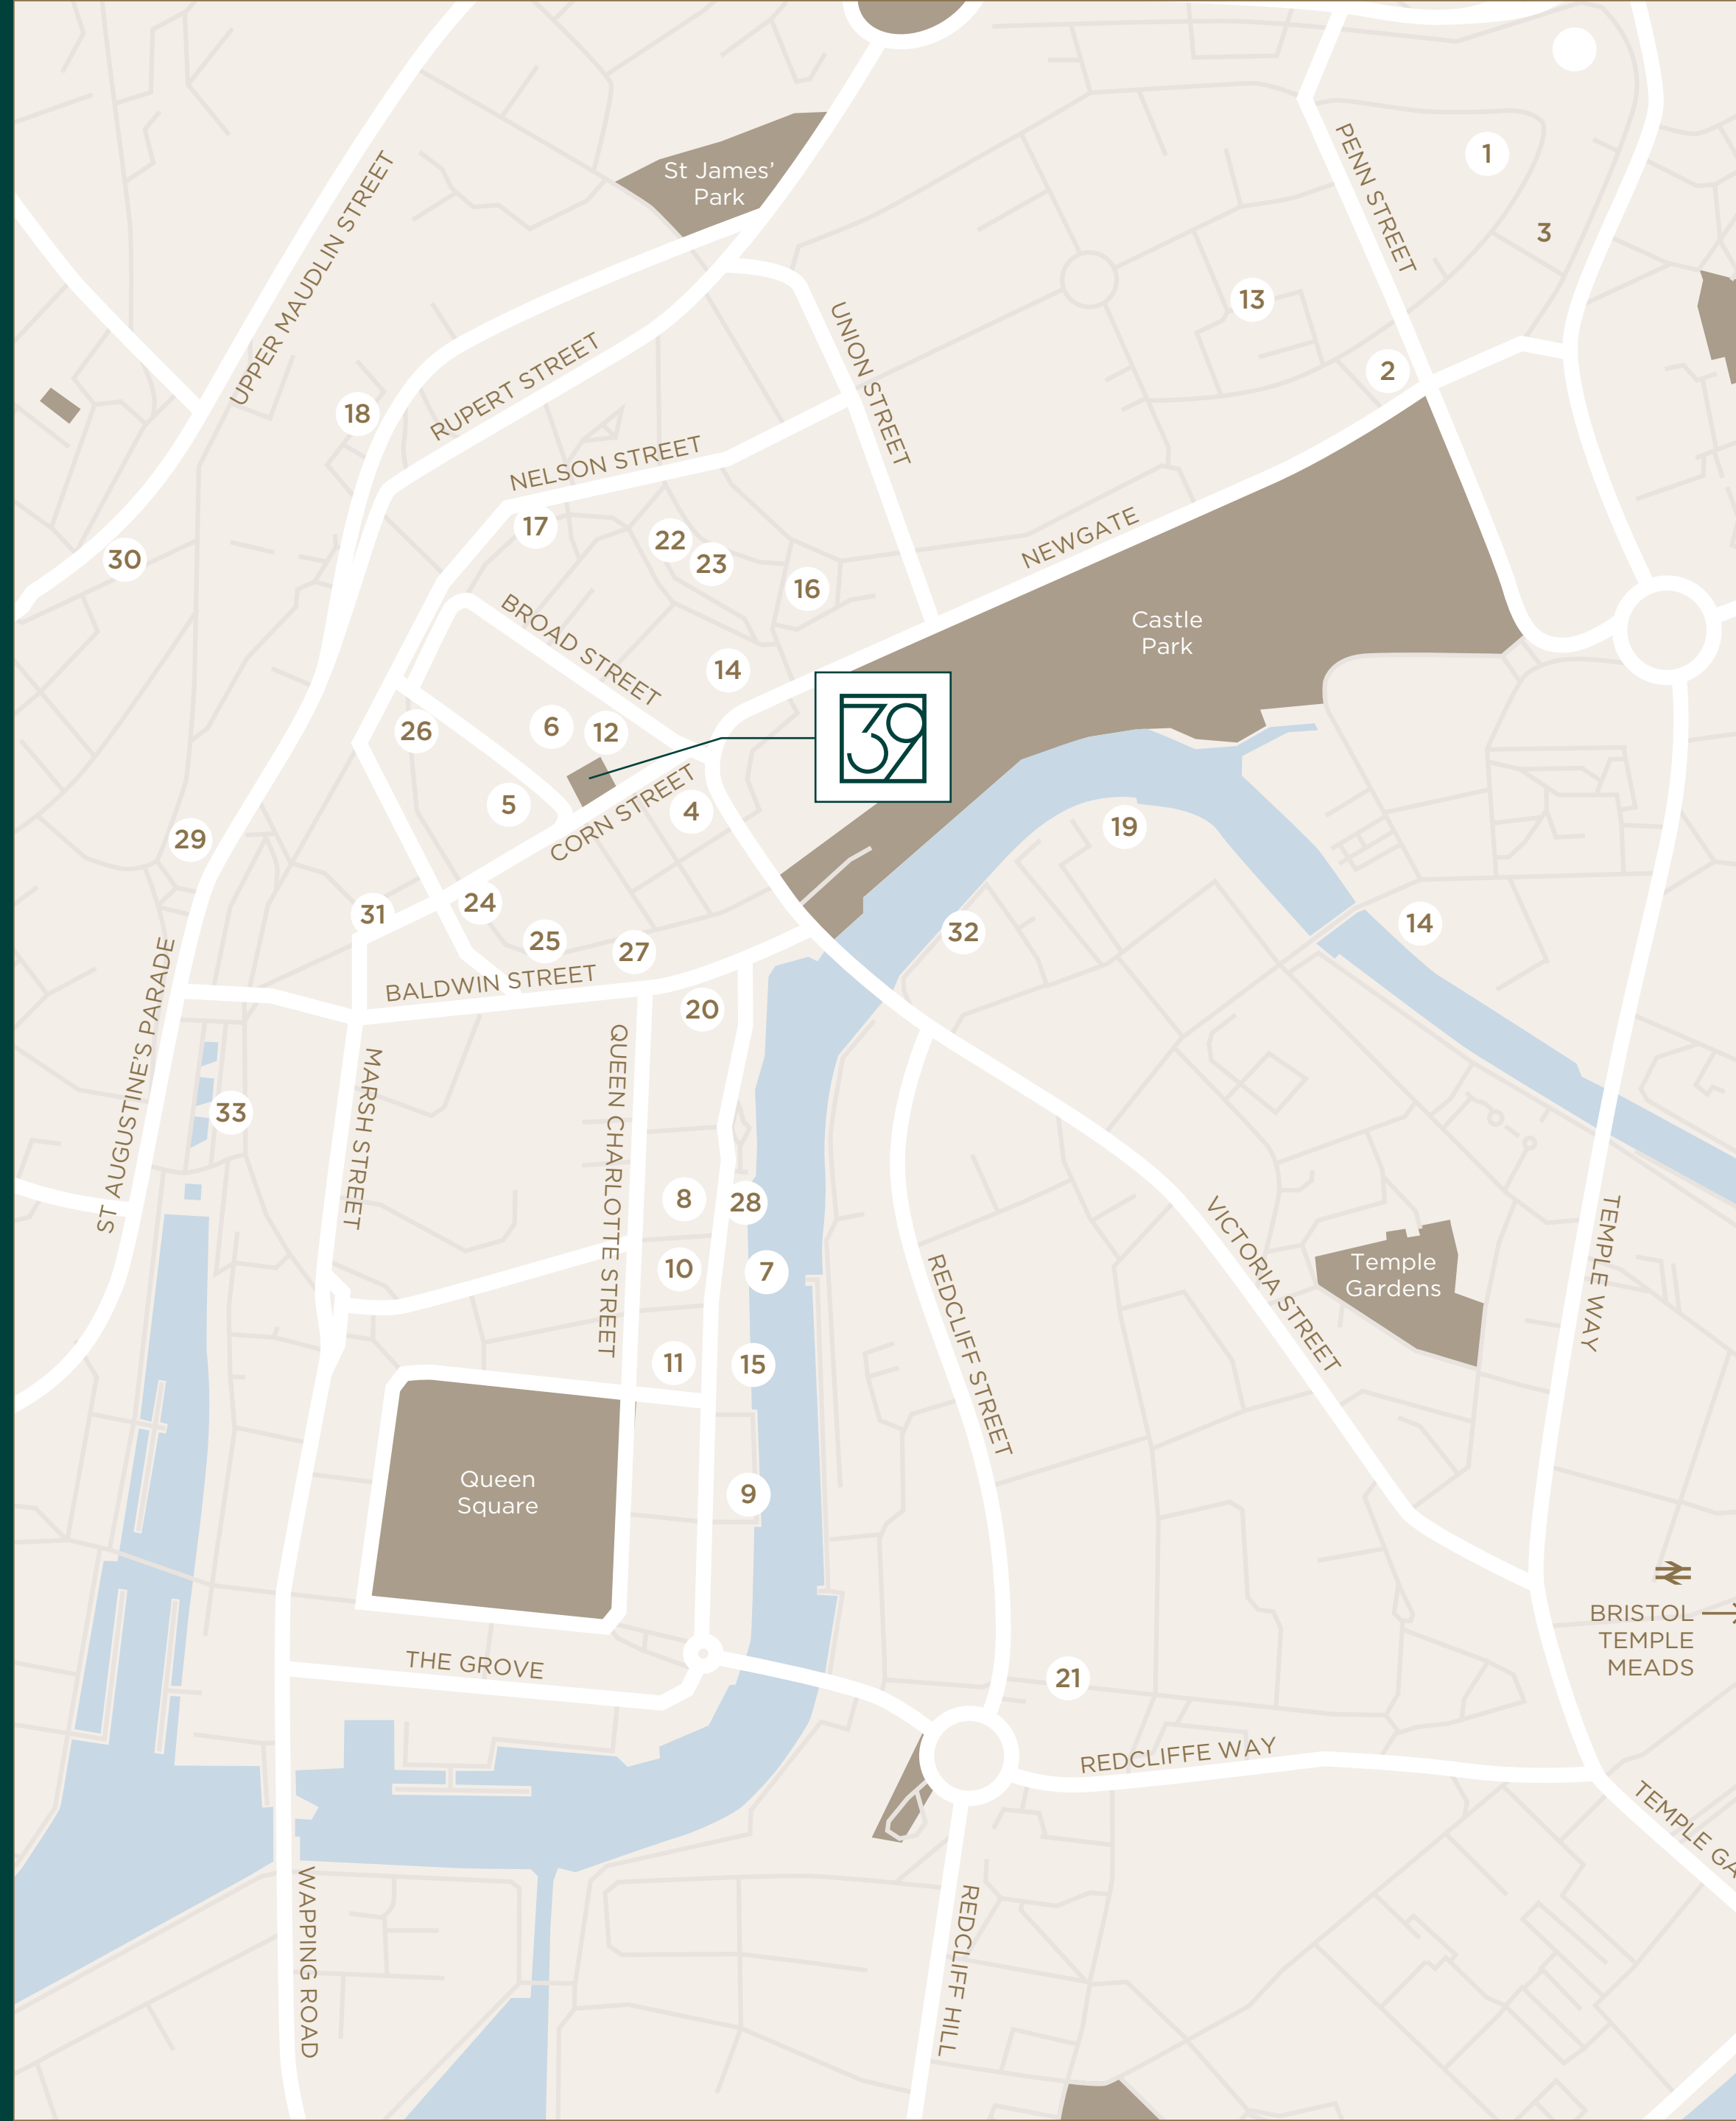 1
St James'
Park
PENN STREET
3
UPPER MAUDLIN STREET
13
UNION STREET
2
RUPERT STREET
18
NELSON STREET
17
22
23
NEWGATE
30
16
BROAD STREET
Castle
Park
14
26
6
12
39
5
4
CORN STREET
19
29
24
31
14
25
27
32
BALDWIN STREET
20
ST AUGUSTINE'S PARADE
QUEEN CHARLOTTE STREET
MARSH STREET
33
8
28
VICTORIA STREET
TEMPLE WAY
10
7
Temple
Gardens
REDCLIFF STREET
11
15
Queen
Square
9
BRISTOL
TEMPLE
MEADS
THE GROVE
21
REDCLIFFE WAY
TEMPLE GA
WAPPING ROAD
REDCLIFF HILL